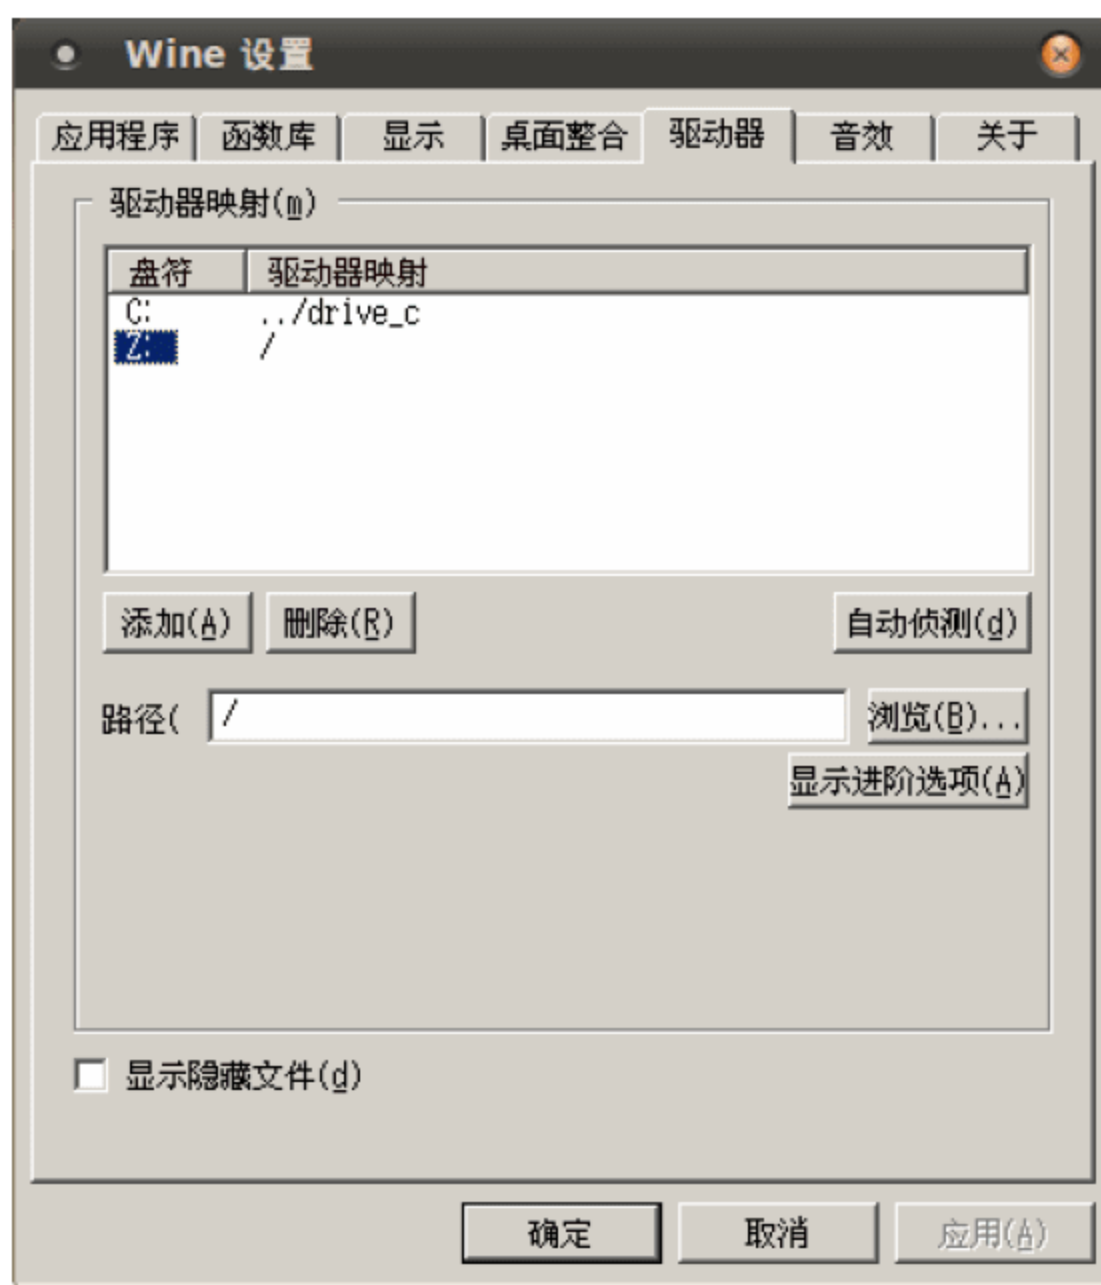 Wine 设置
应用程序 函数库 显示 桌面整合 驱动器 音效 关于
驱动器映射(m)
盘符 驱动器映射
C: ../drive_c
Z: /
添加(A) 删除(R) 自动侦测(d)
路径( / 浏览(B)...
显示进阶选项(A)
显示隐藏文件(d)
确定 取消 应用(A)